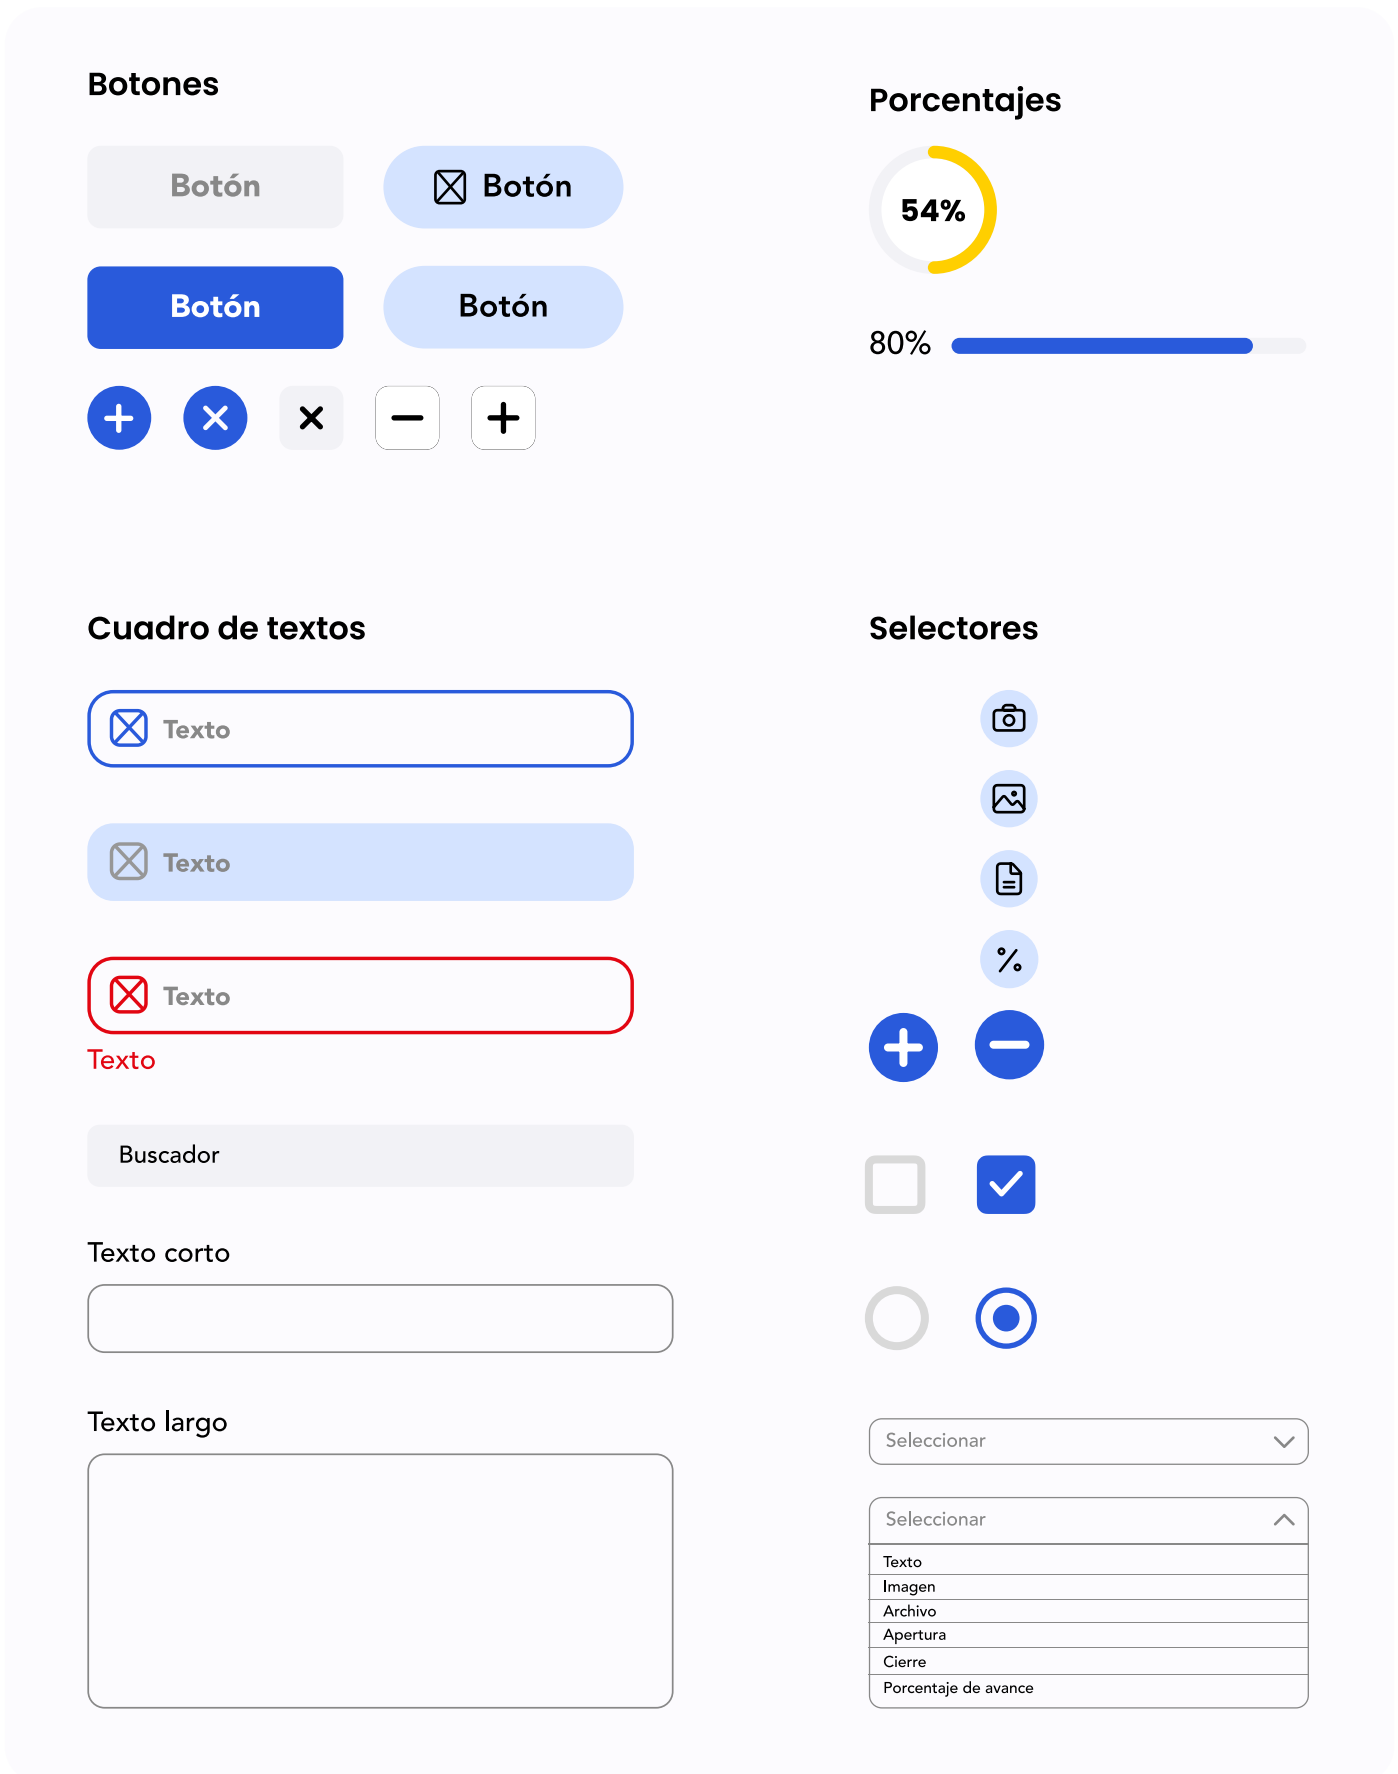 Botones
Botón
Botón
Botón
Botón
Porcentajes
54%
80%
Cuadro de textos
Texto
Texto
Texto
Texto
Buscador
Texto corto
Texto largo
Selectores
%
Seleccionar
Seleccionar
Texto
Imagen
Archivo
Apertura
Cierre
Porcentaje de avance